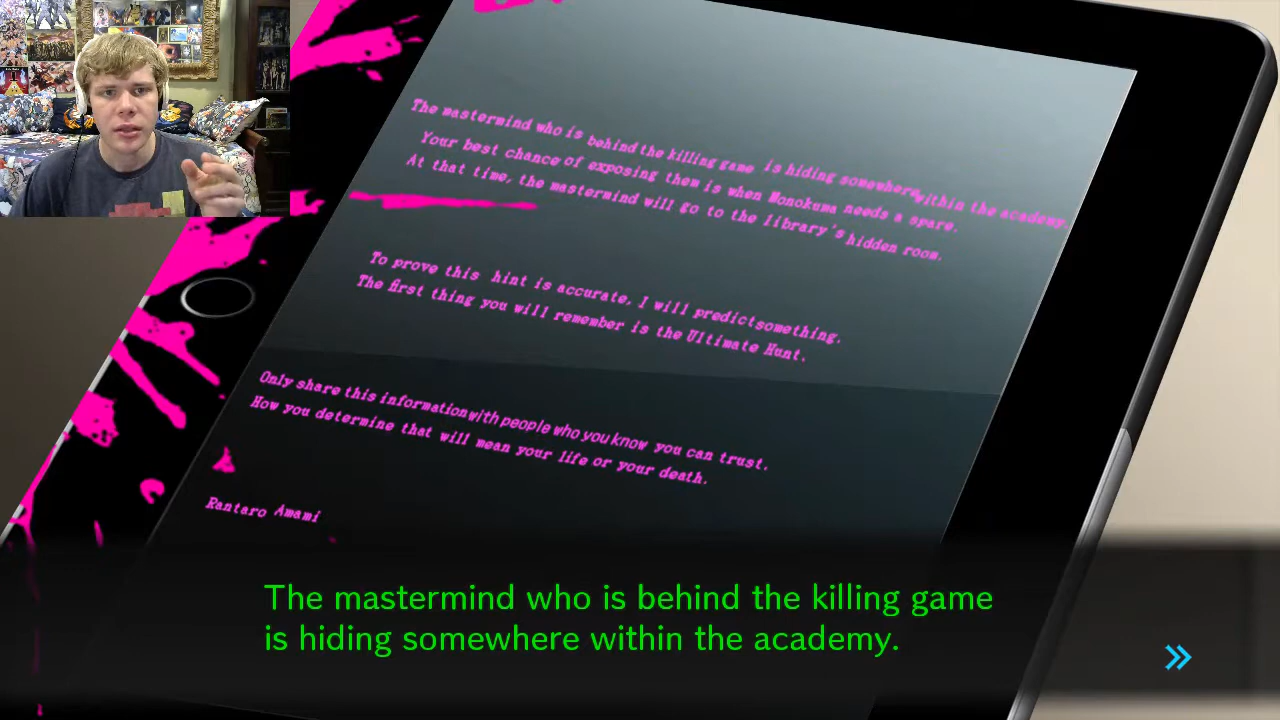 The mastermind who is behind the killing game is hiding somewhere within the academy.
Your best chance of exposing them is when Monokuma needs a spare.
At that time, the mastermind will go to the library's hidden room.
To prove this hint is accurate, I will predict something.
The first thing you will remember is the Ultimate Hunt.
Only share this information with people who you know you can trust.
How you determine that will mean your life or your death.
Rantaro Amami
The mastermind who is behind the killing game
is hiding somewhere within the academy.